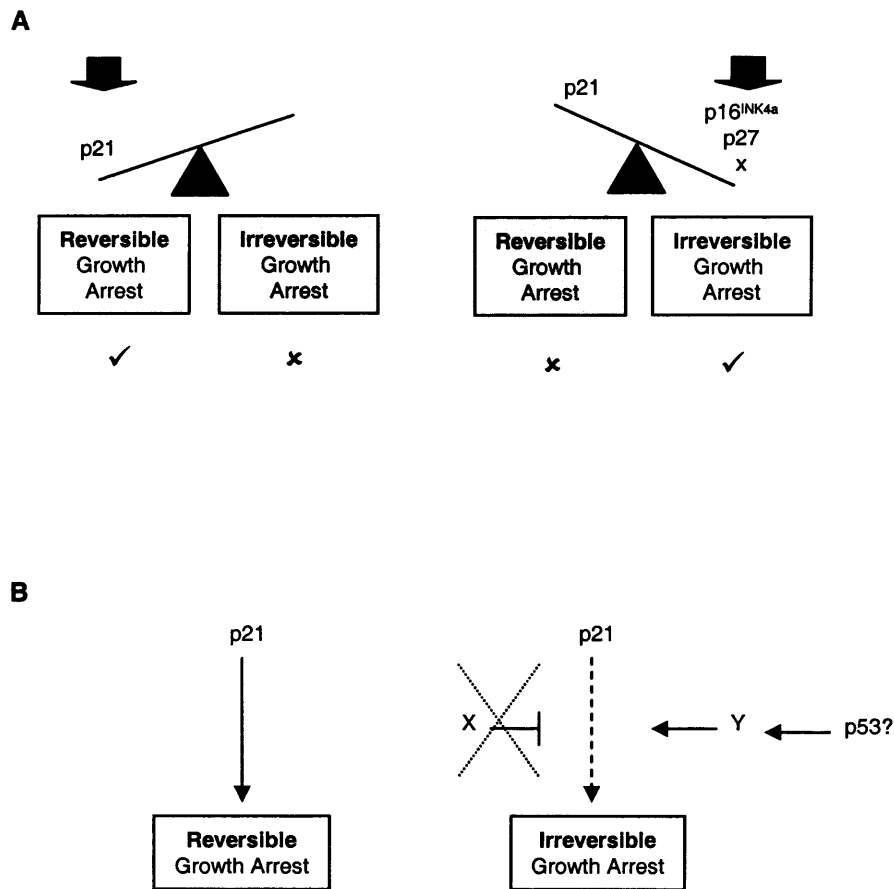 A
p21
p21
p16INK4a
p27
x
Reversible
Growth
Arrest
Irreversible
Growth
Arrest
Reversible
Growth
Arrest
Irreversible
Growth
Arrest
✓
✘
✘
✓
B
p21
p21
X
Y
p53?
Reversible
Growth Arrest
Irreversible
Growth Arrest